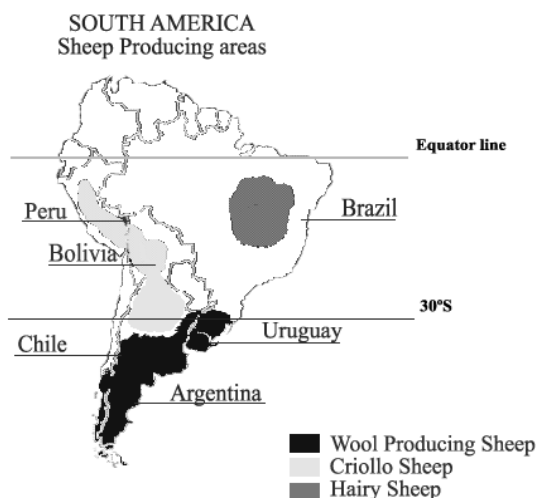 SOUTH AMERICA
Sheep Producing areas
Equator line
Peru
Brazil
Bolivia
30ºS
Uruguay
Chile
Argentina
Wool Producing Sheep
Criollo Sheep
Hairy Sheep